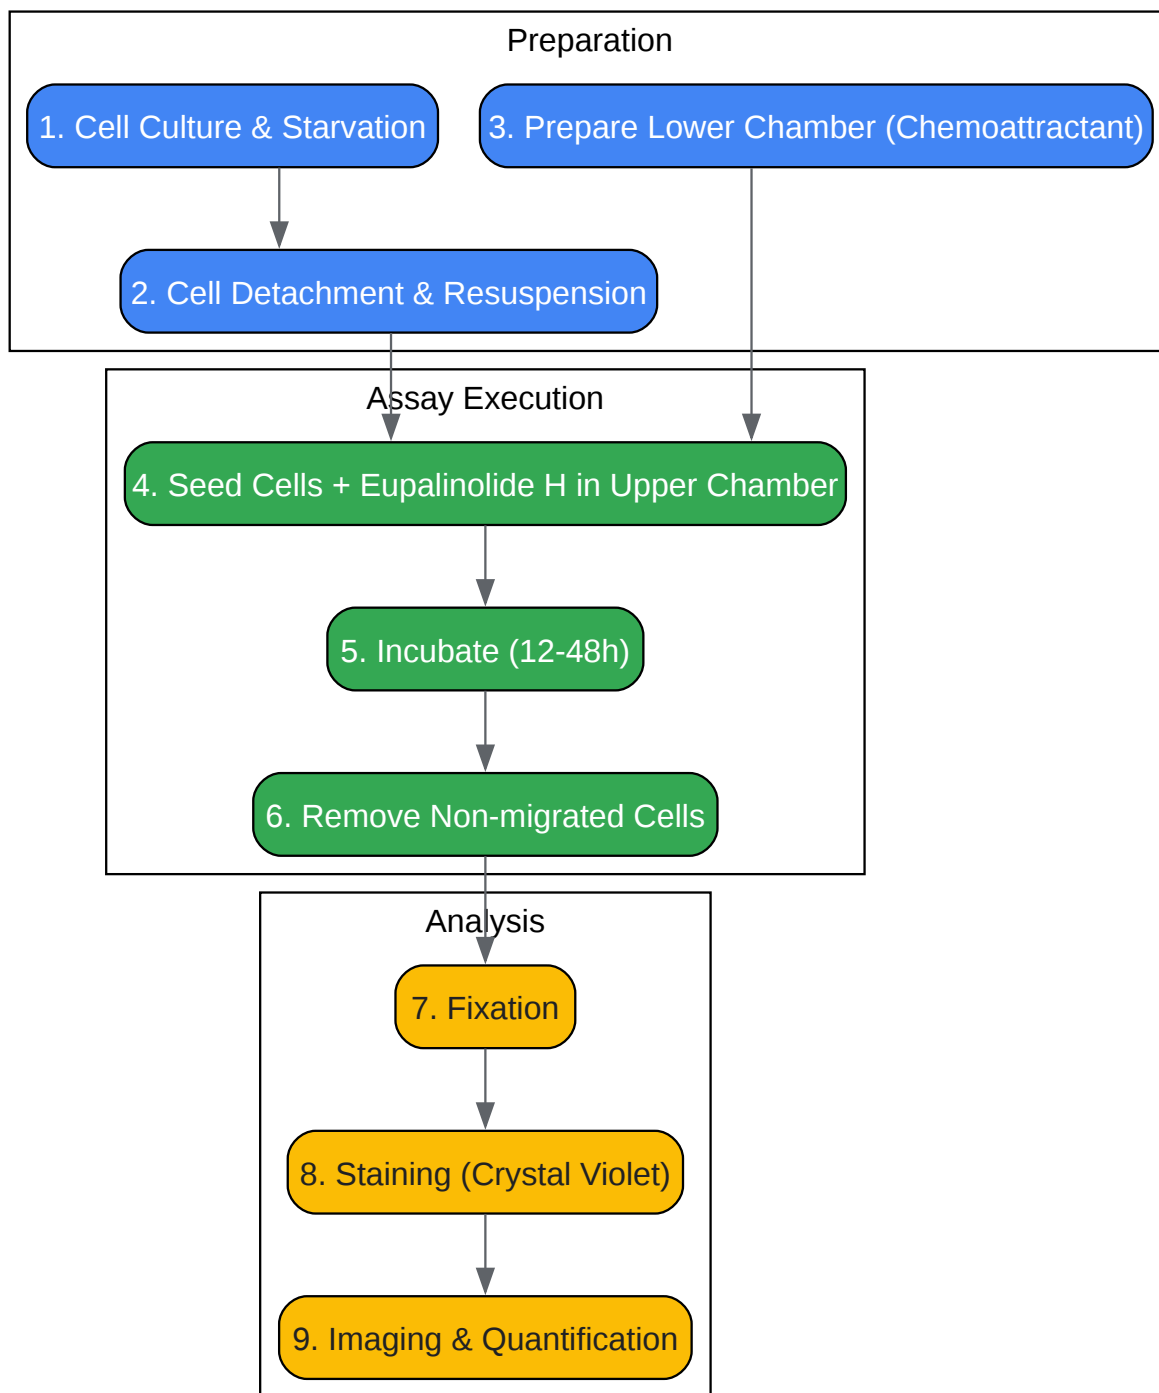 Preparation
1. Cell Culture & Starvation
3. Prepare Lower Chamber (Chemoattractant)
2. Cell Detachment & Resuspension
Assay Execution
4. Seed Cells + Eupalinolide H in Upper Chamber
5. Incubate (12-48h)
6. Remove Non-migrated Cells
Analysis
7. Fixation
8. Staining (Crystal Violet)
9. Imaging & Quantification